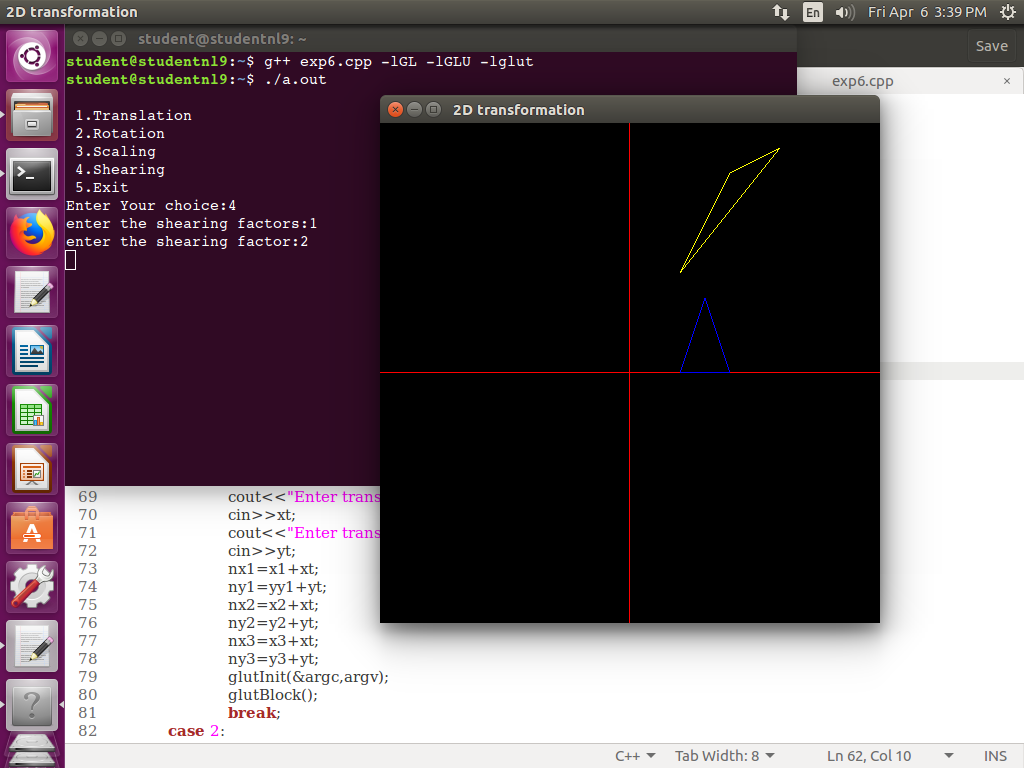 2D transformation
En
Fri Apr 6 3:39 PM
student@studentnl9: ~
Save
student@studentnl9:~$ g++ exp6.cpp -lGL -lGLU -lglut
student@studentnl9:~$ ./a.out
exp6.cpp ×
2D transformation
1.Translation
2.Rotation
3.Scaling
4.Shearing
5.Exit
Enter Your choice:4
enter the shearing factors:1
enter the shearing factor:2
69 cout<<"Enter trans
70 cin>>xt;
71 cout<<"Enter trans
72 cin>>yt;
73 nx1=x1+xt;
74 ny1=yy1+yt;
75 nx2=x2+xt;
76 ny2=y2+yt;
77 nx3=x3+xt;
78 ny3=y3+yt;
79 glutInit(&argc,argv);
80 glutBlock();
81 break;
82 case 2:
C++ Tab Width: 8 Ln 62, Col 10 INS